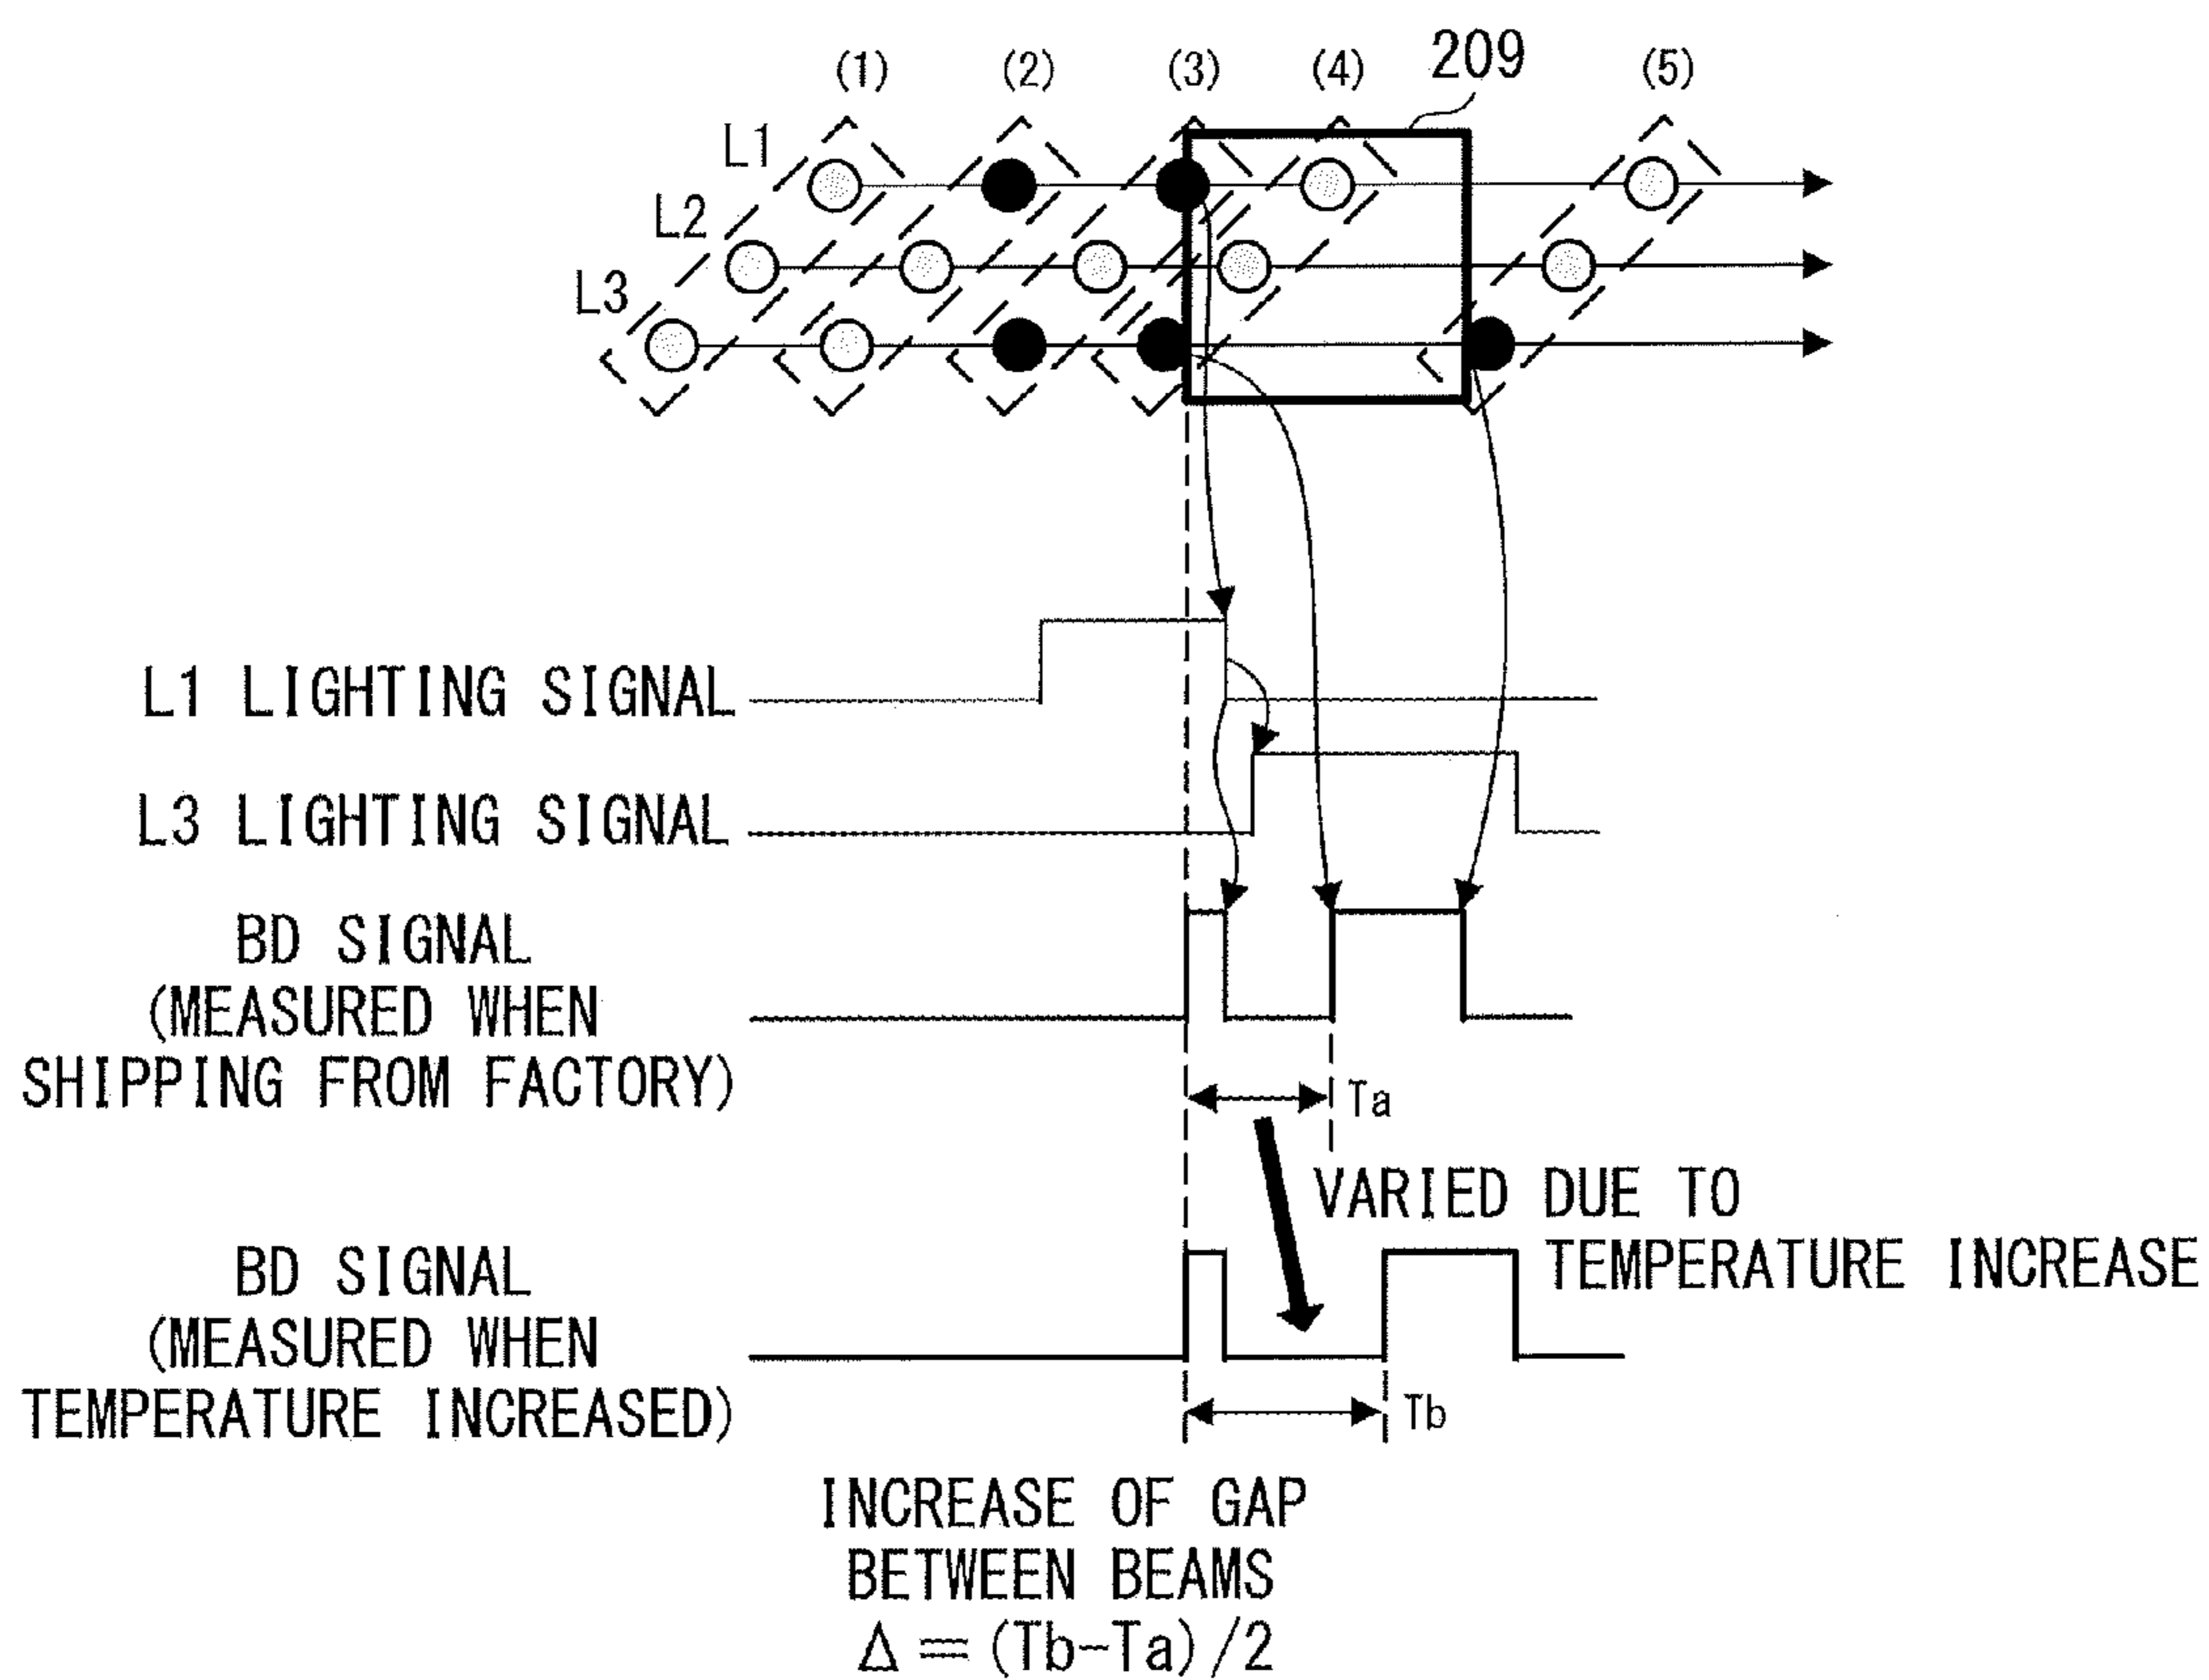 (1) (2) (3) (4) 209 (5)
L1
L2
L3
L1 LIGHTING SIGNAL
L3 LIGHTING SIGNAL
BD SIGNAL
(MEASURED WHEN
SHIPPING FROM FACTORY)
Ta
VARIED DUE TO
TEMPERATURE INCREASE
BD SIGNAL
(MEASURED WHEN
TEMPERATURE INCREASED)
Tb
INCREASE OF GAP
BETWEEN BEAMS
Δ=(Tb-Ta)/2